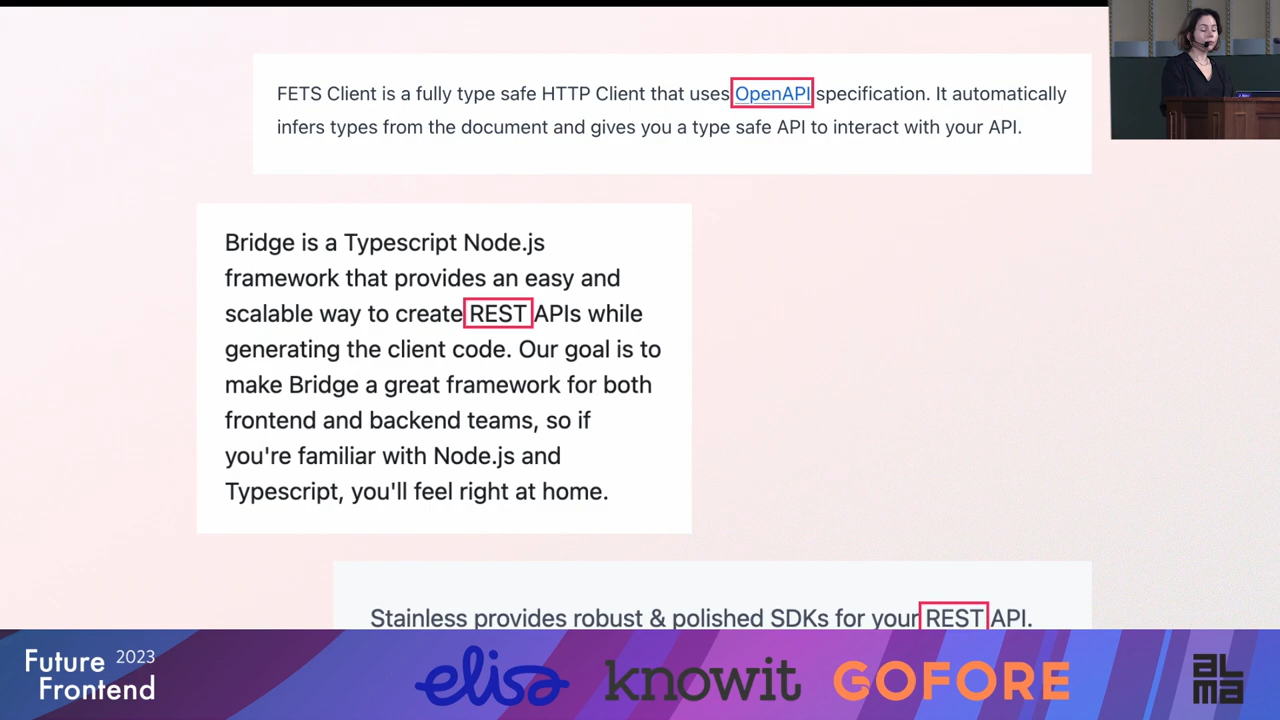 FETS Client is a fully type safe HTTP Client that uses OpenAPI specification. It automatically
infers types from the document and gives you a type safe API to interact with your API.
Bridge is a Typescript Node.js
framework that provides an easy and
scalable way to create REST APIs while
generating the client code. Our goal is to
make Bridge a great framework for both
frontend and backend teams, so if
you're familiar with Node.js and
Typescript, you'll feel right at home.
Stainless provides robust & polished SDKs for your REST API.
Future 2023
Frontend
elisa
knowit
GOFORE
AL
MA